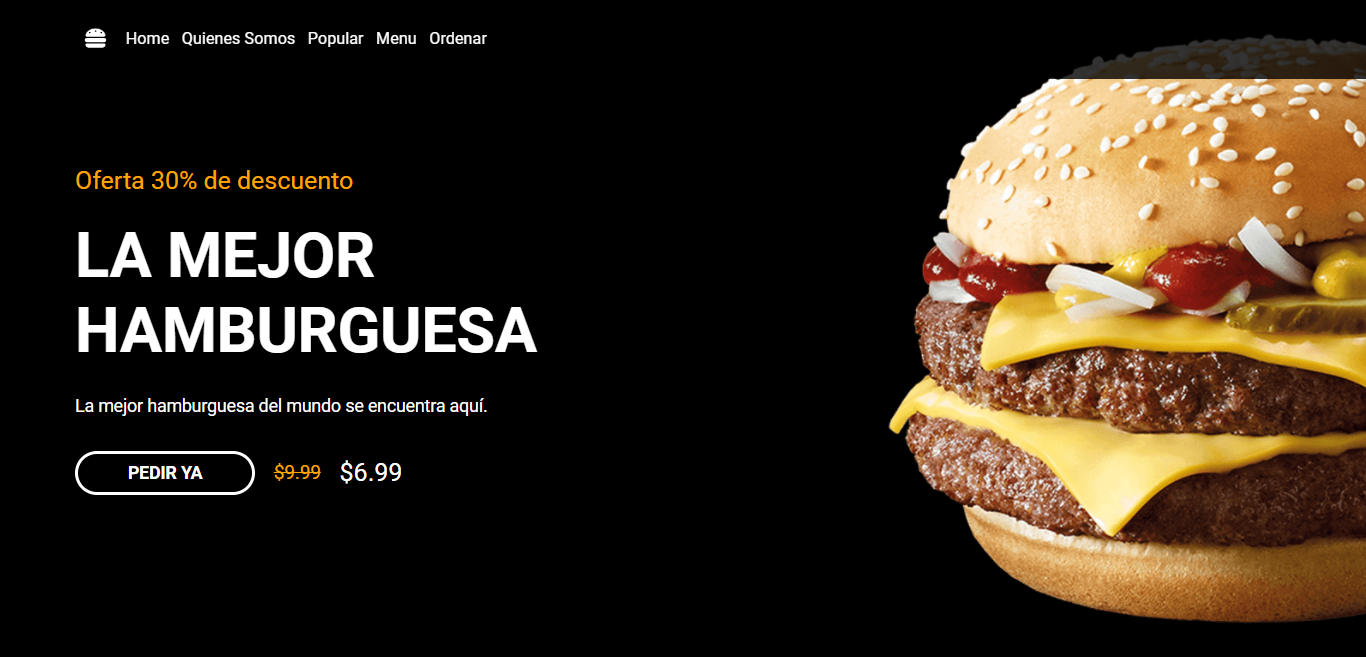 Home Quienes Somos Popular Menu Ordenar
Oferta 30% de descuento
LA MEJOR
HAMBURGUESA
La mejor hamburguesa del mundo se encuentra aquí.
PEDIR YA $9.99 $6.99